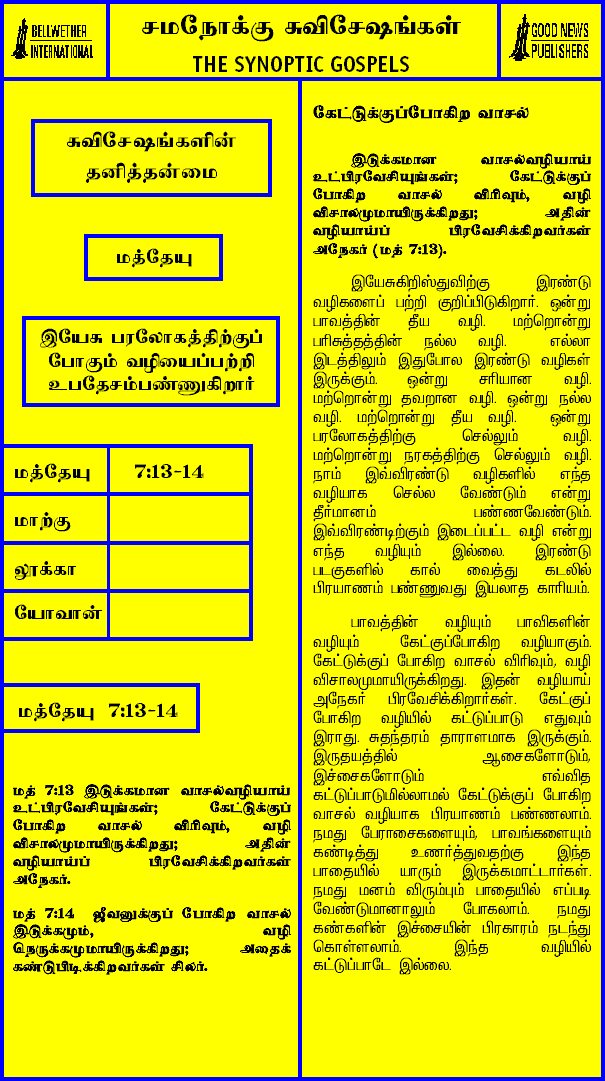 BELLWETHER
INTERNATIONAL
சமநோக்கு சுவிசேஷங்கள்
THE SYNOPTIC GOSPELS
GOOD NEWS
PUBLISHERS
சுவிசேஷங்களின்
தனித்தன்மை
மத்தேயு
இயேசு பரலோகத்திற்குப்
போகும் வழியைப்பற்றி
உபதேசம்பண்ணுகிறார்
மத்தேயு 7:13-14
மாற்கு
லூக்கா
யோவான்
மத்தேயு 7:13-14
மத் 7:13 இடுக்கமான வாசல்வழியாய்
உட்பிரவேசியுங்கள்; கேட்டுக்குப்
போகிற வாசல் விரிவும், வழி
விசாலமுமாயிருக்கிறது; அதின்
வழியாய்ப் பிரவேசிக்கிறவர்கள்
அநேகர்.
மத் 7:14 ஜீவனுக்குப் போகிற வாசல்
இடுக்கமும், வழி
நெருக்கமுமாயிருக்கிறது; அதைக்
கண்டுபிடிக்கிறவர்கள் சிலர்.
கேட்டுக்குப்போகிற வாசல்
இடுக்கமான வாசல்வழியாய்
உட்பிரவேசியுங்கள்; கேட்டுக்குப்
போகிற வாசல் விரிவும், வழி
விசாலமுமாயிருக்கிறது; அதின்
வழியாய்ப் பிரவேசிக்கிறவர்கள்
அநேகர் (மத் 7:13).
இயேசுகிறிஸ்துவிற்கு இரண்டு
வழிகளைப் பற்றி குறிப்பிடுகிறார். ஒன்று
பாவத்தின் தீய வழி. மற்றொன்று
பரிசுத்தத்தின் நல்ல வழி. எல்லா
இடத்திலும் இதுபோல இரண்டு வழிகள்
இருக்கும். ஒன்று சரியான வழி.
மற்றொன்று தவறான வழி. ஒன்று நல்ல
வழி. மற்றொன்று தீய வழி. ஒன்று
பரலோகத்திற்கு செல்லும் வழி.
மற்றொன்று நரகத்திற்கு செல்லும் வழி.
நாம் இவ்விரண்டு வழிகளில் எந்த
வழியாக செல்ல வேண்டும் என்று
தீர்மானம் பண்ணவேண்டும்.
இவ்விரண்டிற்கும் இடைப்பட்ட வழி என்று
எந்த வழியும் இல்லை. இரண்டு
படகுகளில் கால் வைத்து கடலில்
பிரயாணம் பண்ணுவது இயலாத காரியம்.
பாவத்தின் வழியும் பாவிகளின்
வழியும் கேட்குப்போகிற வழியாகும்.
கேட்டுக்குப் போகிற வாசல் விரிவும், வழி
விசாலமுமாயிருக்கிறது. இதன் வழியாய்
அநேகர் பிரவேசிக்கிறார்கள். கேட்குப்
போகிற வழியில் கட்டுப்பாடு எதுவும்
இராது. சுதந்தரம் தாராளமாக இருக்கும்.
இருதயத்தில் ஆசைகளோடும்,
இச்சைகளோடும் எவ்வித
கட்டுப்பாடுமில்லாமல் கேட்டுக்குப் போகிற
வாசல் வழியாக பிரயாணம் பண்ணலாம்.
நமது பேராசைகளையும், பாவங்களையும்
கண்டித்து உணர்த்துவதற்கு இந்த
பாதையில் யாரும் இருக்கமாட்டார்கள்.
நமது மனம் விரும்பும் பாதையில் எப்படி
வேண்டுமானாலும் போகலாம். நமது
கண்களின் இச்சையின் பிரகாரம் நடந்து
கொள்ளலாம். இந்த வழியில்
கட்டுப்பாடே இல்லை.